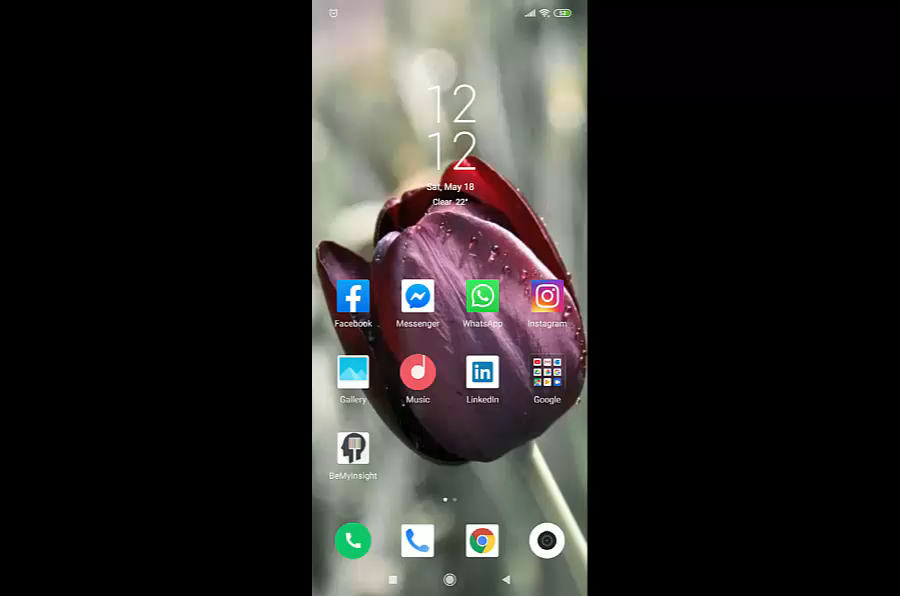 12
12
Sat, May 18
Clear 22°
Facebook
Messenger
WhatsApp
Instagram
Gallery
Music
LinkedIn
Google
BeMyInsight